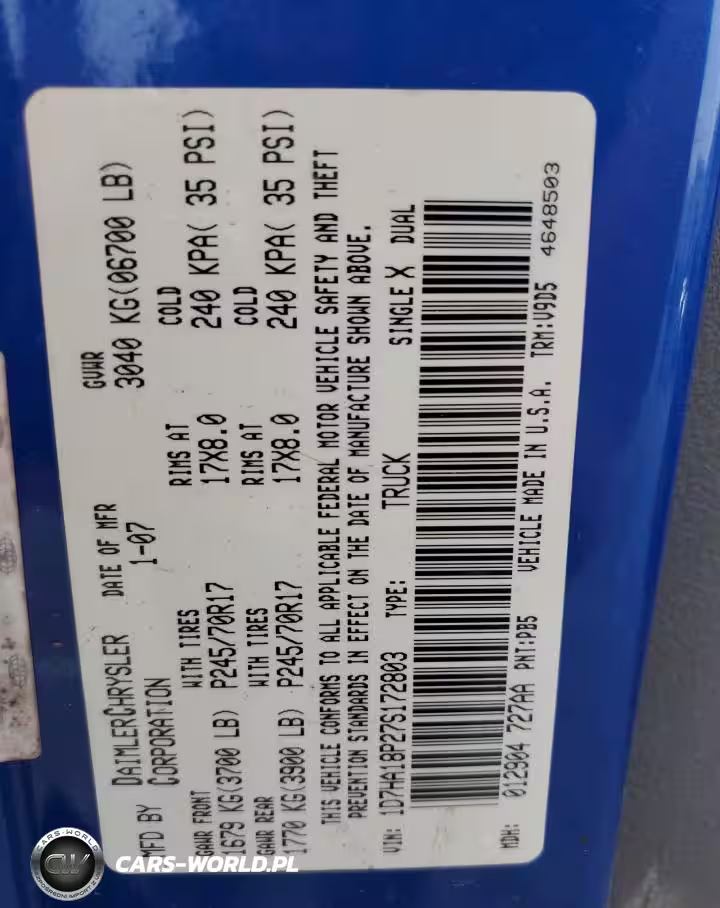 MFD BY DAIMLERCHRYSLER CORPORATION
DATE OF MFR
1-07
GVWR
3040 KG(06700 LB)
GAWR FRONT WITH TIRES RIMS AT COLD
1679 KG(3700 LB) P245/70R17 17X8.0 240 KPA( 35 PSI)
GAWR REAR WITH TIRES RIMS AT COLD
1770 KG(3900 LB) P245/70R17 17X8.0 240 KPA( 35 PSI)
THIS VEHICLE CONFORMS TO ALL APPLICABLE FEDERAL MOTOR VEHICLE SAFETY AND THEFT
PREVENTION STANDARDS IN EFFECT ON THE DATE OF MANUFACTURE SHOWN ABOVE.
VIN: 1D7HA18P27S172803 TYPE: TRUCK SINGLE X DUAL
MDH: 012904 727AA PNT:PB5 VEHICLE MADE IN U.S.A. TRM:V9D5
4648503
CW
CARS-WORLD.PL